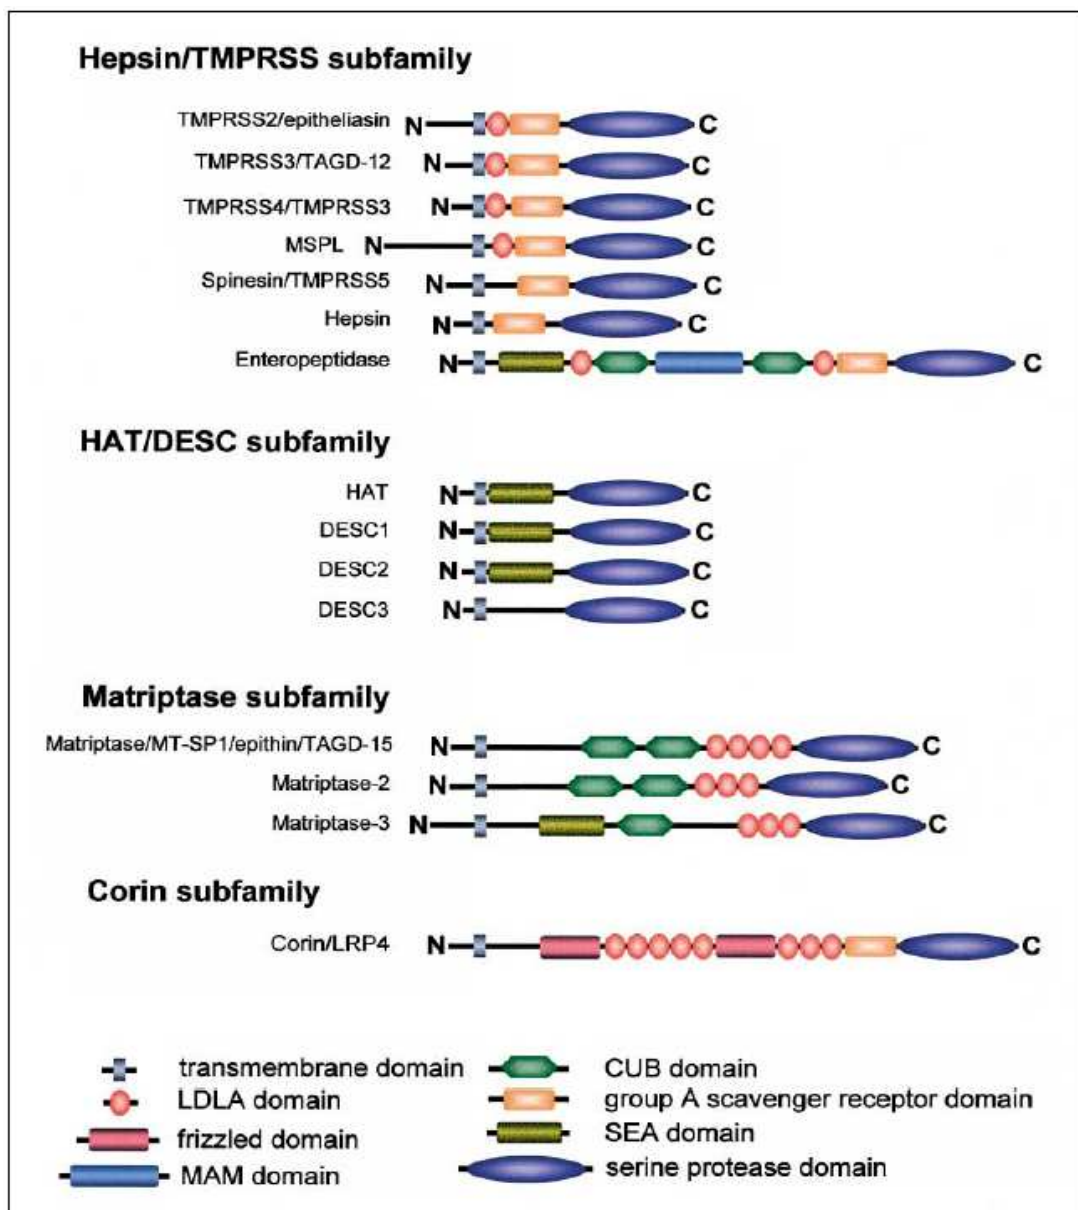 Hepsin/TMPRSS subfamily
TMPRSS2/epitheliasin N C
TMPRSS3/TAGD-12 N C
TMPRSS4/TMPRSS3 N C
MSPL N C
Spinesin/TMPRSS5 N C
Hepsin N C
Enteropeptidase N C
HAT/DESC subfamily
HAT N C
DESC1 N C
DESC2 N C
DESC3 N C
Matriptase subfamily
Matriptase/MT-SP1/epithin/TAGD-15 N C
Matriptase-2 N C
Matriptase-3 N C
Corin subfamily
Corin/LRP4 N C
transmembrane domain CUB domain
LDLA domain group A scavenger receptor domain
frizzled domain SEA domain
MAM domain serine protease domain